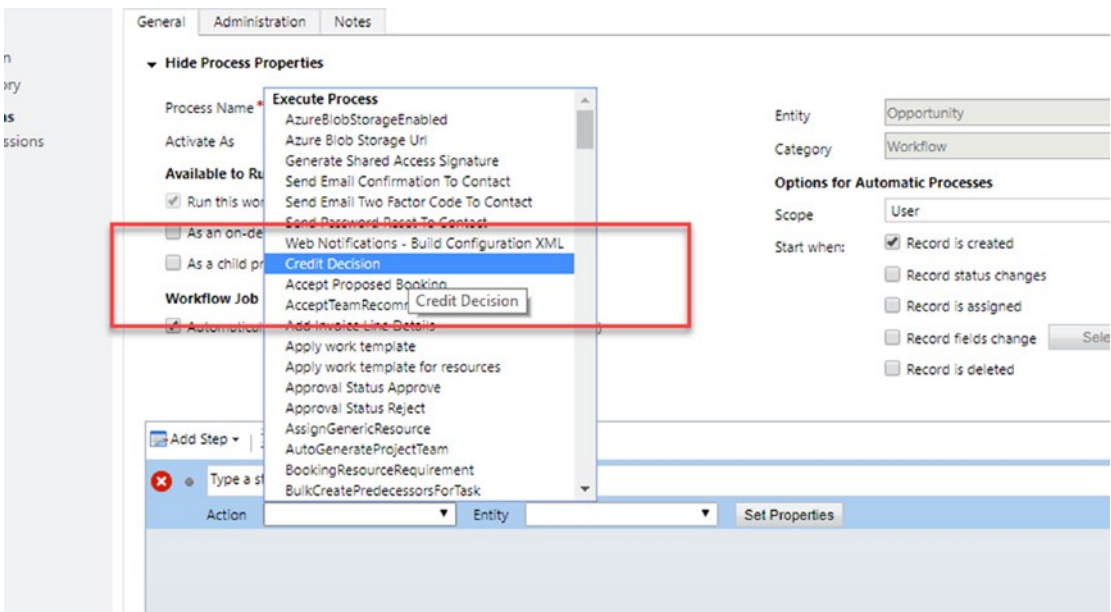 General Administration Notes
Hide Process Properties
Process Name *
Activate As
Available to Ru
Run this wor
As an on-de
As a child pr
Workflow Job
Automatical
Execute Process
AzureBlobStorageEnabled
Azure Blob Storage Url
Generate Shared Access Signature
Send Email Confirmation To Contact
Send Email Two Factor Code To Contact
Send Password Reset To Contact
Web Notifications - Build Configuration XML
Credit Decision
Accept Proposed Booking
AcceptTeamRecomm
Credit Decision
Add Invoice Line Details
Apply work template
Apply work template for resources
Approval Status Approve
Approval Status Reject
AssignGenericResource
AutoGenerateProjectTeam
BookingResourceRequirement
BulkCreatePredecessorsForTask
Entity Opportunity
Category Workflow
Options for Automatic Processes
Scope User
Start when: Record is created
Record status changes
Record is assigned
Record fields change Sele
Record is deleted
Add Step
Type a st
Action Entity Set Properties